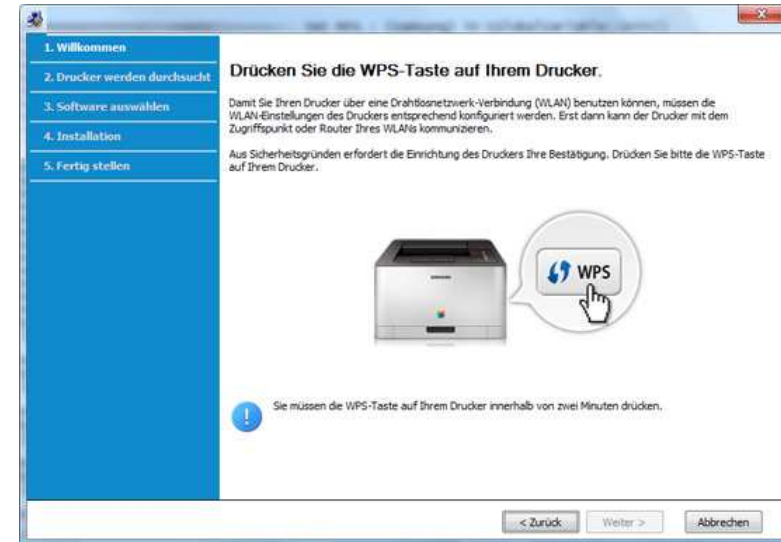 1. Willkommen
2. Drucker werden durchsucht
3. Software auswählen
4. Installation
5. Fertig stellen
Drücken Sie die WPS-Taste auf Ihrem Drucker.
Damit Sie Ihren Drucker über eine Drahtlosnetzwerk-Verbindung (WLAN) benutzen können, müssen die
WLAN-Einstellungen des Druckers entsprechend konfiguriert werden. Erst dann kann der Drucker mit dem
Zugriffspunkt oder Router Ihres WLANs kommunizieren.
Aus Sicherheitsgründen erfordert die Einrichtung des Druckers Ihre Bestätigung. Drücken Sie bitte die WPS-Taste
auf Ihrem Drucker.
WPS
Sie müssen die WPS-Taste auf Ihrem Drucker innerhalb von zwei Minuten drücken.
< Zurück
Weiter >
Abbrechen